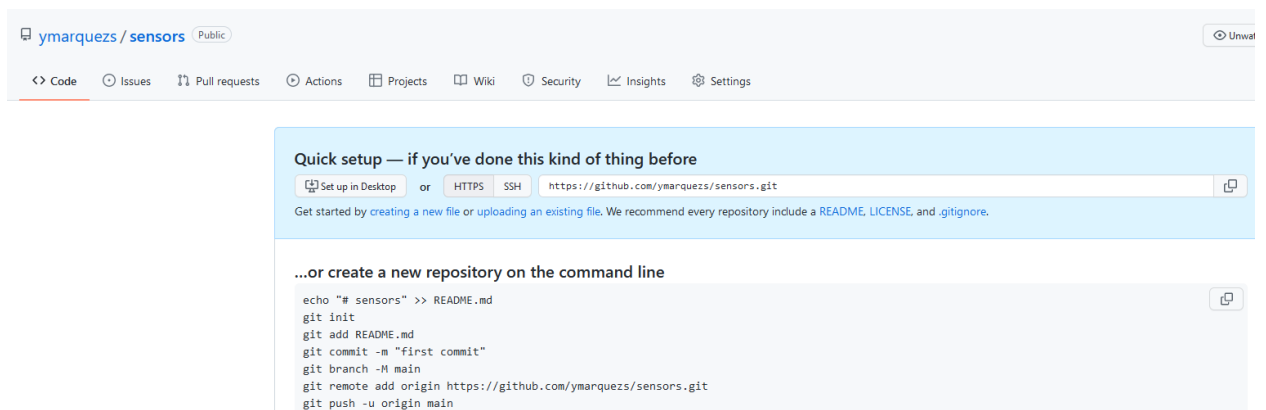 ymarquezs / sensors Public
Unwat
Code Issues Pull requests Actions Projects Wiki Security Insights Settings
Quick setup — if you’ve done this kind of thing before
Set up in Desktop or HTTPS SSH https://github.com/ymarquezs/sensors.git
Get started by creating a new file or uploading an existing file. We recommend every repository include a README, LICENSE, and .gitignore.
…or create a new repository on the command line
echo "# sensors" >> README.md
git init
git add README.md
git commit -m "first commit"
git branch -M main
git remote add origin https://github.com/ymarquezs/sensors.git
git push -u origin main